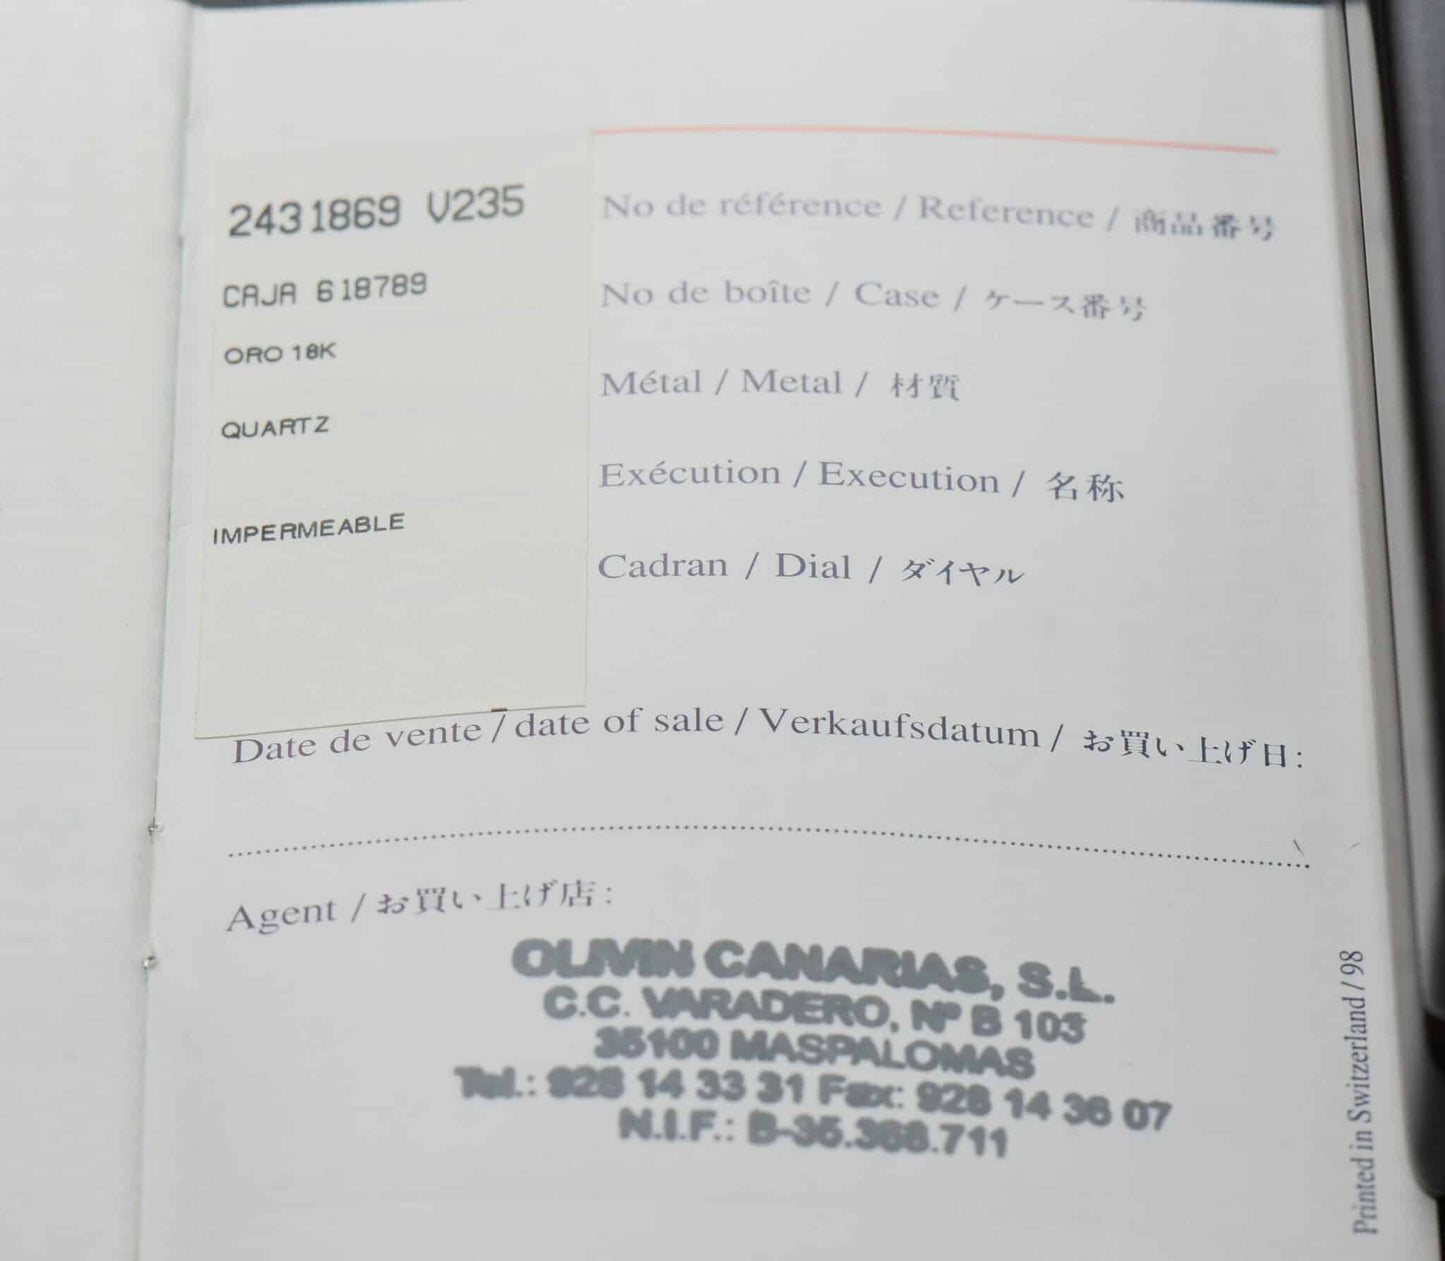 2431869 V235 No de référence / Reference / 商品番号
CAJA 618789 No de boîte / Case / ケース番号
ORO 18K Métal / Metal / 材質
QUARTZ Exécution / Execution / 名称
IMPERMEABLE Cadran / Dial / ダイヤル
Date de vente / date of sale / Verkaufsdatum / お買い上げ日:
Agent / お買い上げ店:
OLIVIN CANARIAS, S.L.
C.C. VARADERO, Nº B 103
35100 MASPALOMAS
Tel.: 928 14 33 31 Fax: 928 14 36 07
N.I.F.: B-35.368.711
Printed in Switzerland / 98